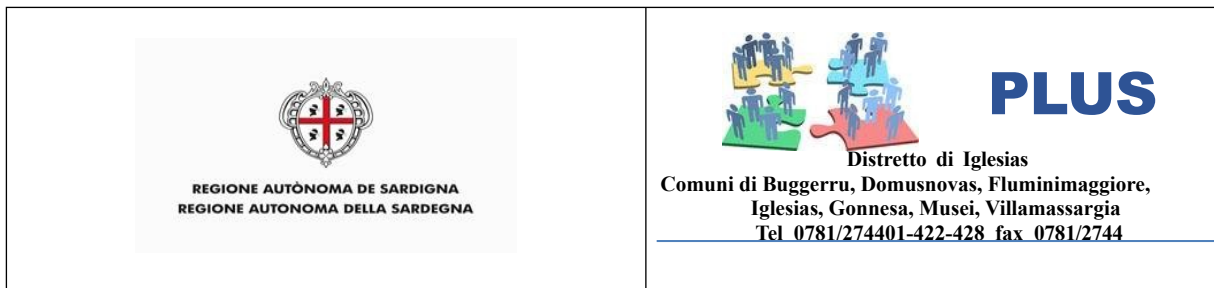 REGIONE AUTÒNOMA DE SARDIGNA
REGIONE AUTONOMA DELLA SARDEGNA
PLUS
Distretto di Iglesias
Comuni di Buggerru, Domusnovas, Fluminimaggiore,
Iglesias, Gonnesa, Musei, Villamassargia
Tel 0781/274401-422-428 fax 0781/2744